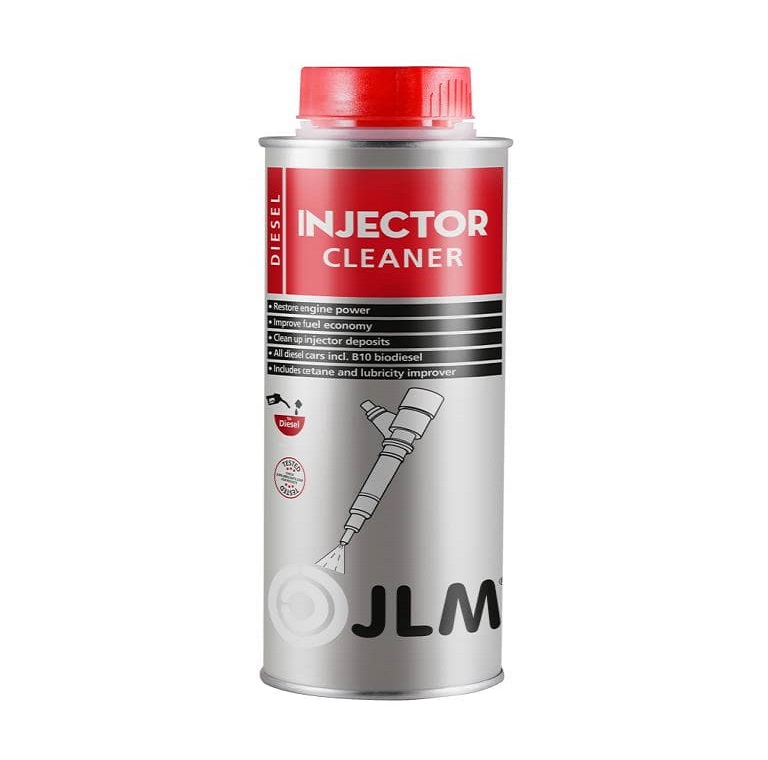 DIESEL
INJECTOR
CLEANER
• Restore engine power
• Improve fuel economy
• Clean up injector deposits
• All diesel cars incl. B10 biodiesel
• Includes cetane and lubricity improver
Diesel
TESTED
TESTED
JLM®